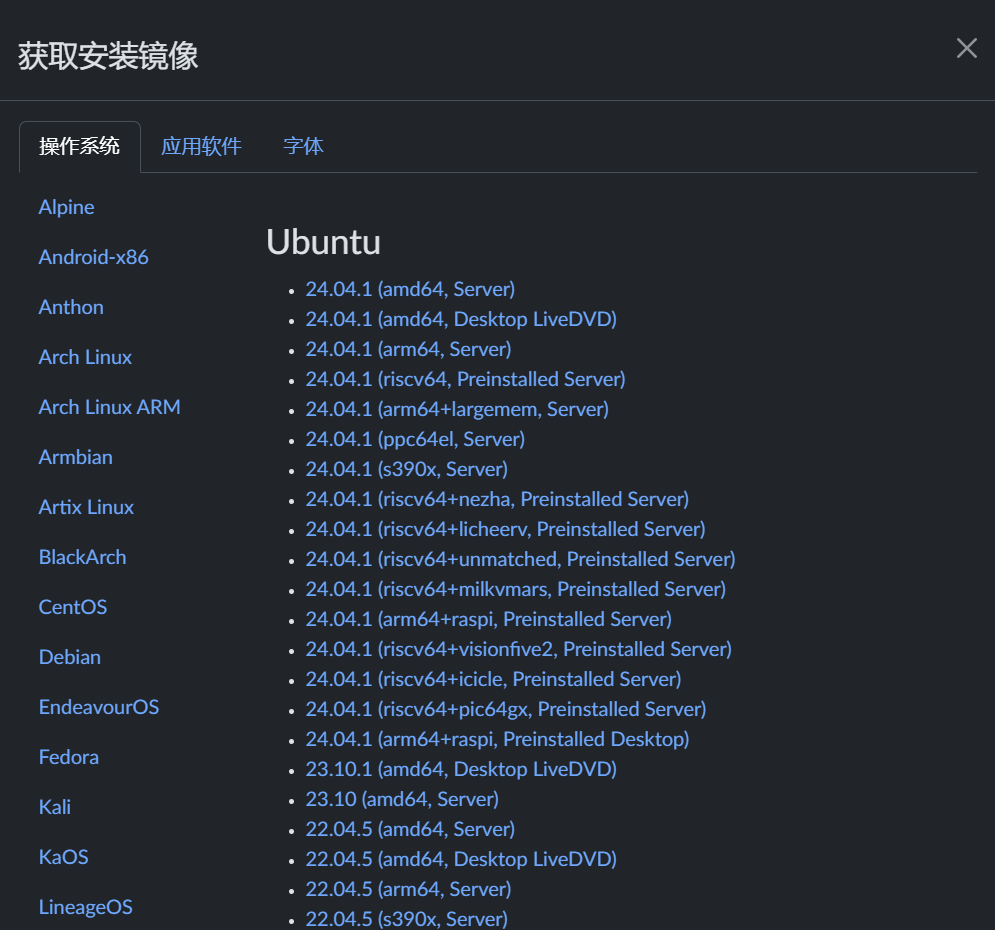 获取安装镜像
操作系统
应用软件
字体
Alpine
Android-x86
Anthon
Arch Linux
Arch Linux ARM
Armbian
Artix Linux
BlackArch
CentOS
Debian
EndeavourOS
Fedora
Kali
KaOS
LineageOS
Ubuntu
24.04.1 (amd64, Server)
24.04.1 (amd64, Desktop LiveDVD)
24.04.1 (arm64, Server)
24.04.1 (riscv64, Preinstalled Server)
24.04.1 (arm64+largemem, Server)
24.04.1 (ppc64el, Server)
24.04.1 (s390x, Server)
24.04.1 (riscv64+nezha, Preinstalled Server)
24.04.1 (riscv64+licheerv, Preinstalled Server)
24.04.1 (riscv64+unmatched, Preinstalled Server)
24.04.1 (riscv64+milkvmars, Preinstalled Server)
24.04.1 (arm64+raspi, Preinstalled Server)
24.04.1 (riscv64+visionfive2, Preinstalled Server)
24.04.1 (riscv64+icicle, Preinstalled Server)
24.04.1 (riscv64+pic64gx, Preinstalled Server)
24.04.1 (arm64+raspi, Preinstalled Desktop)
23.10.1 (amd64, Desktop LiveDVD)
23.10 (amd64, Server)
22.04.5 (amd64, Server)
22.04.5 (amd64, Desktop LiveDVD)
22.04.5 (arm64, Server)
22.04.5 (s390x, Server)